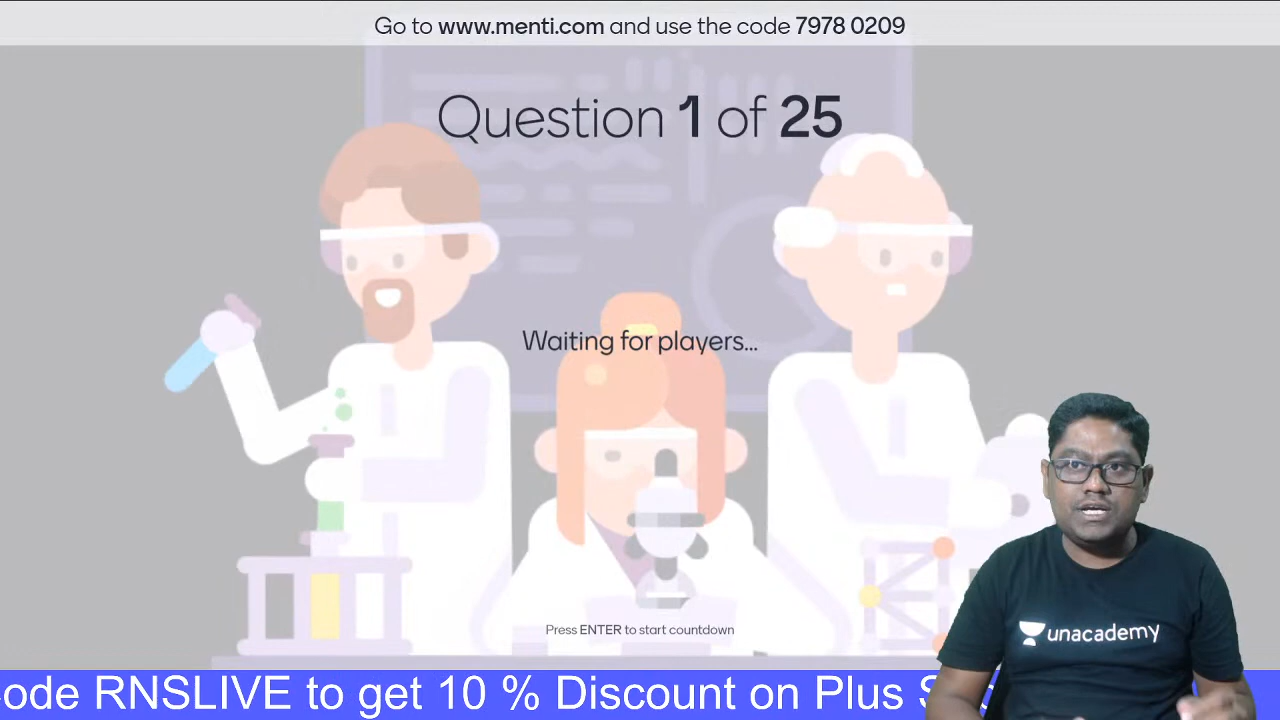 Go to www.menti.com and use the code 7978 0209
Question 1 of 25
Waiting for players...
Press ENTER to start countdown
unacademy
ode RNSLIVE to get 10 % Discount on Plus